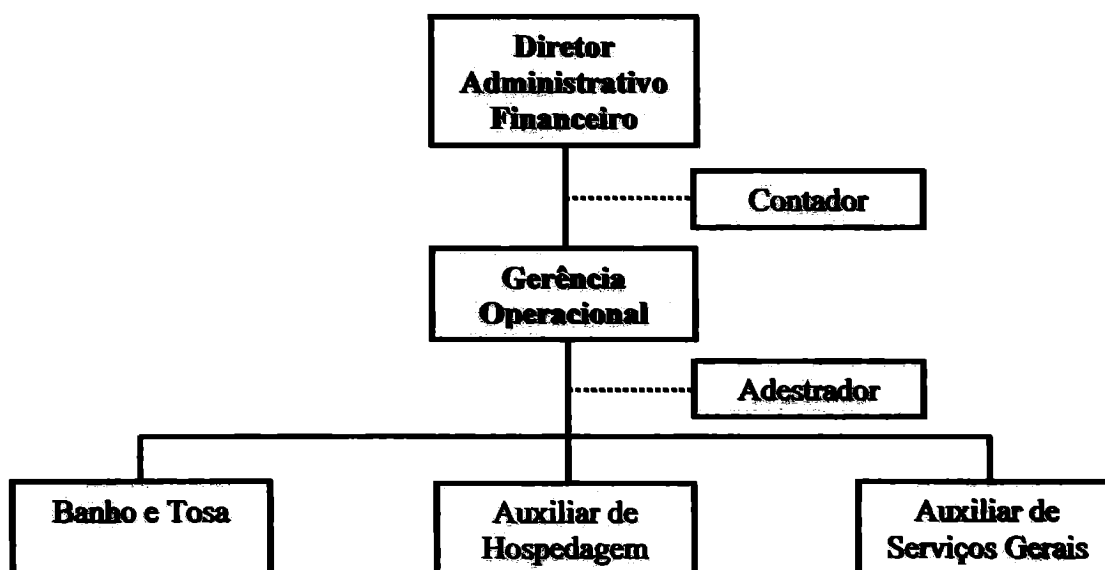 Diretor
Administrativo
Financeiro
Contador
Gerência
Operacional
Adestrador
Banho e Tosa
Auxiliar de
Hospedagem
Auxiliar de
Serviços Gerais